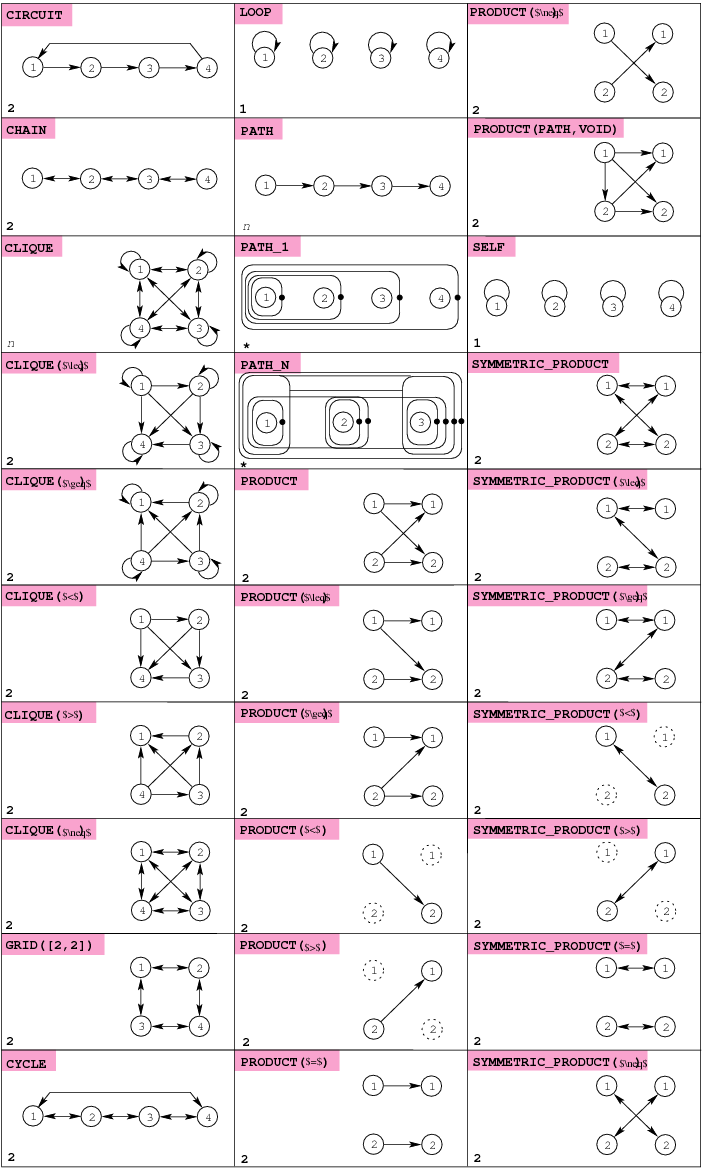 CIRCUIT
1 2 3 4
2
LOOP
1 2 3 4
1
PRODUCT($\neq$)
1 1
2 2
2
CHAIN
1 2 3 4
2
PATH
1 2 3 4
n
PRODUCT(PATH,VOID)
1 1
2 2
2
CLIQUE
1 2
4 3
n
PATH_1
1 2 3 4
*
SELF
1 2 3 4
1
CLIQUE($\leq$)
1 2
4 3
2
PATH_N
1 2 3
*
SYMMETRIC_PRODUCT
1 1
2 2
2
CLIQUE($\geq$)
1 2
4 3
2
PRODUCT
1 1
2 2
2
SYMMETRIC_PRODUCT($\leq$)
1 1
2 2
2
CLIQUE($<$)
1 2
4 3
2
PRODUCT($\leq$)
1 1
2 2
2
SYMMETRIC_PRODUCT($\geq$)
1 1
2 2
2
CLIQUE($>$)
1 2
4 3
2
PRODUCT($\geq$)
1 1
2 2
2
SYMMETRIC_PRODUCT($<$)
1 1
2 2
2
CLIQUE($\neq$)
1 2
4 3
2
PRODUCT($<$)
1 1
2 2
2
SYMMETRIC_PRODUCT($>$)
1 1
2 2
2
GRID([2,2])
1 2
3 4
2
PRODUCT($>$)
1 1
2 2
2
SYMMETRIC_PRODUCT($=$)
1 1
2 2
2
CYCLE
1 2 3 4
2
PRODUCT($=$)
1 1
2 2
2
SYMMETRIC_PRODUCT($\neq$)
1 1
2 2
2